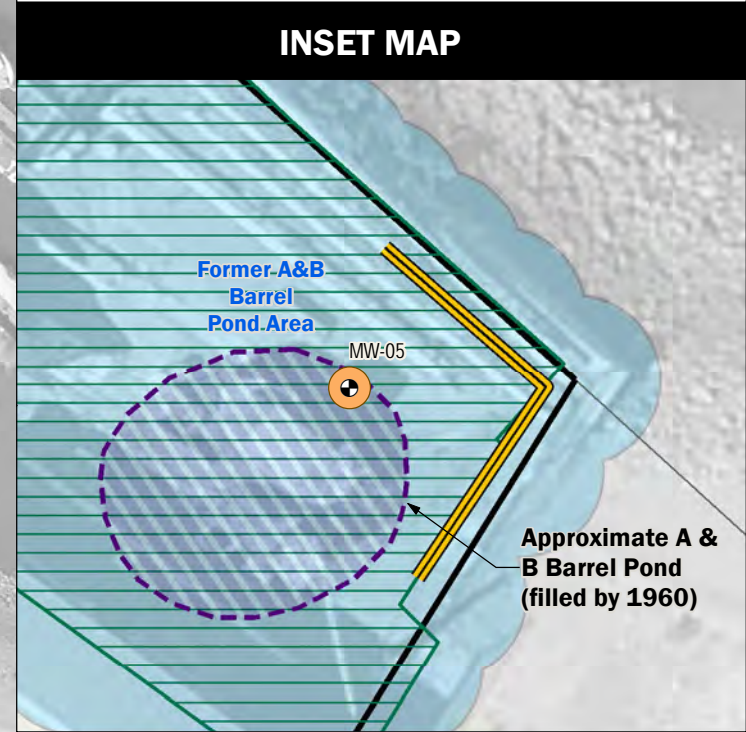 INSET MAP
Former A&B
Barrel
Pond Area
MW-05
Approximate A &
B Barrel Pond
(filled by 1960)